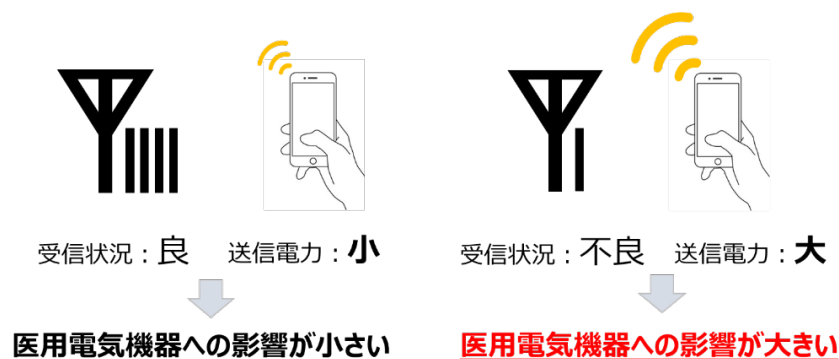 受信状況：良 送信電力：小
医用電気機器への影響が小さい
受信状況：不良 送信電力：大
医用電気機器への影響が大きい